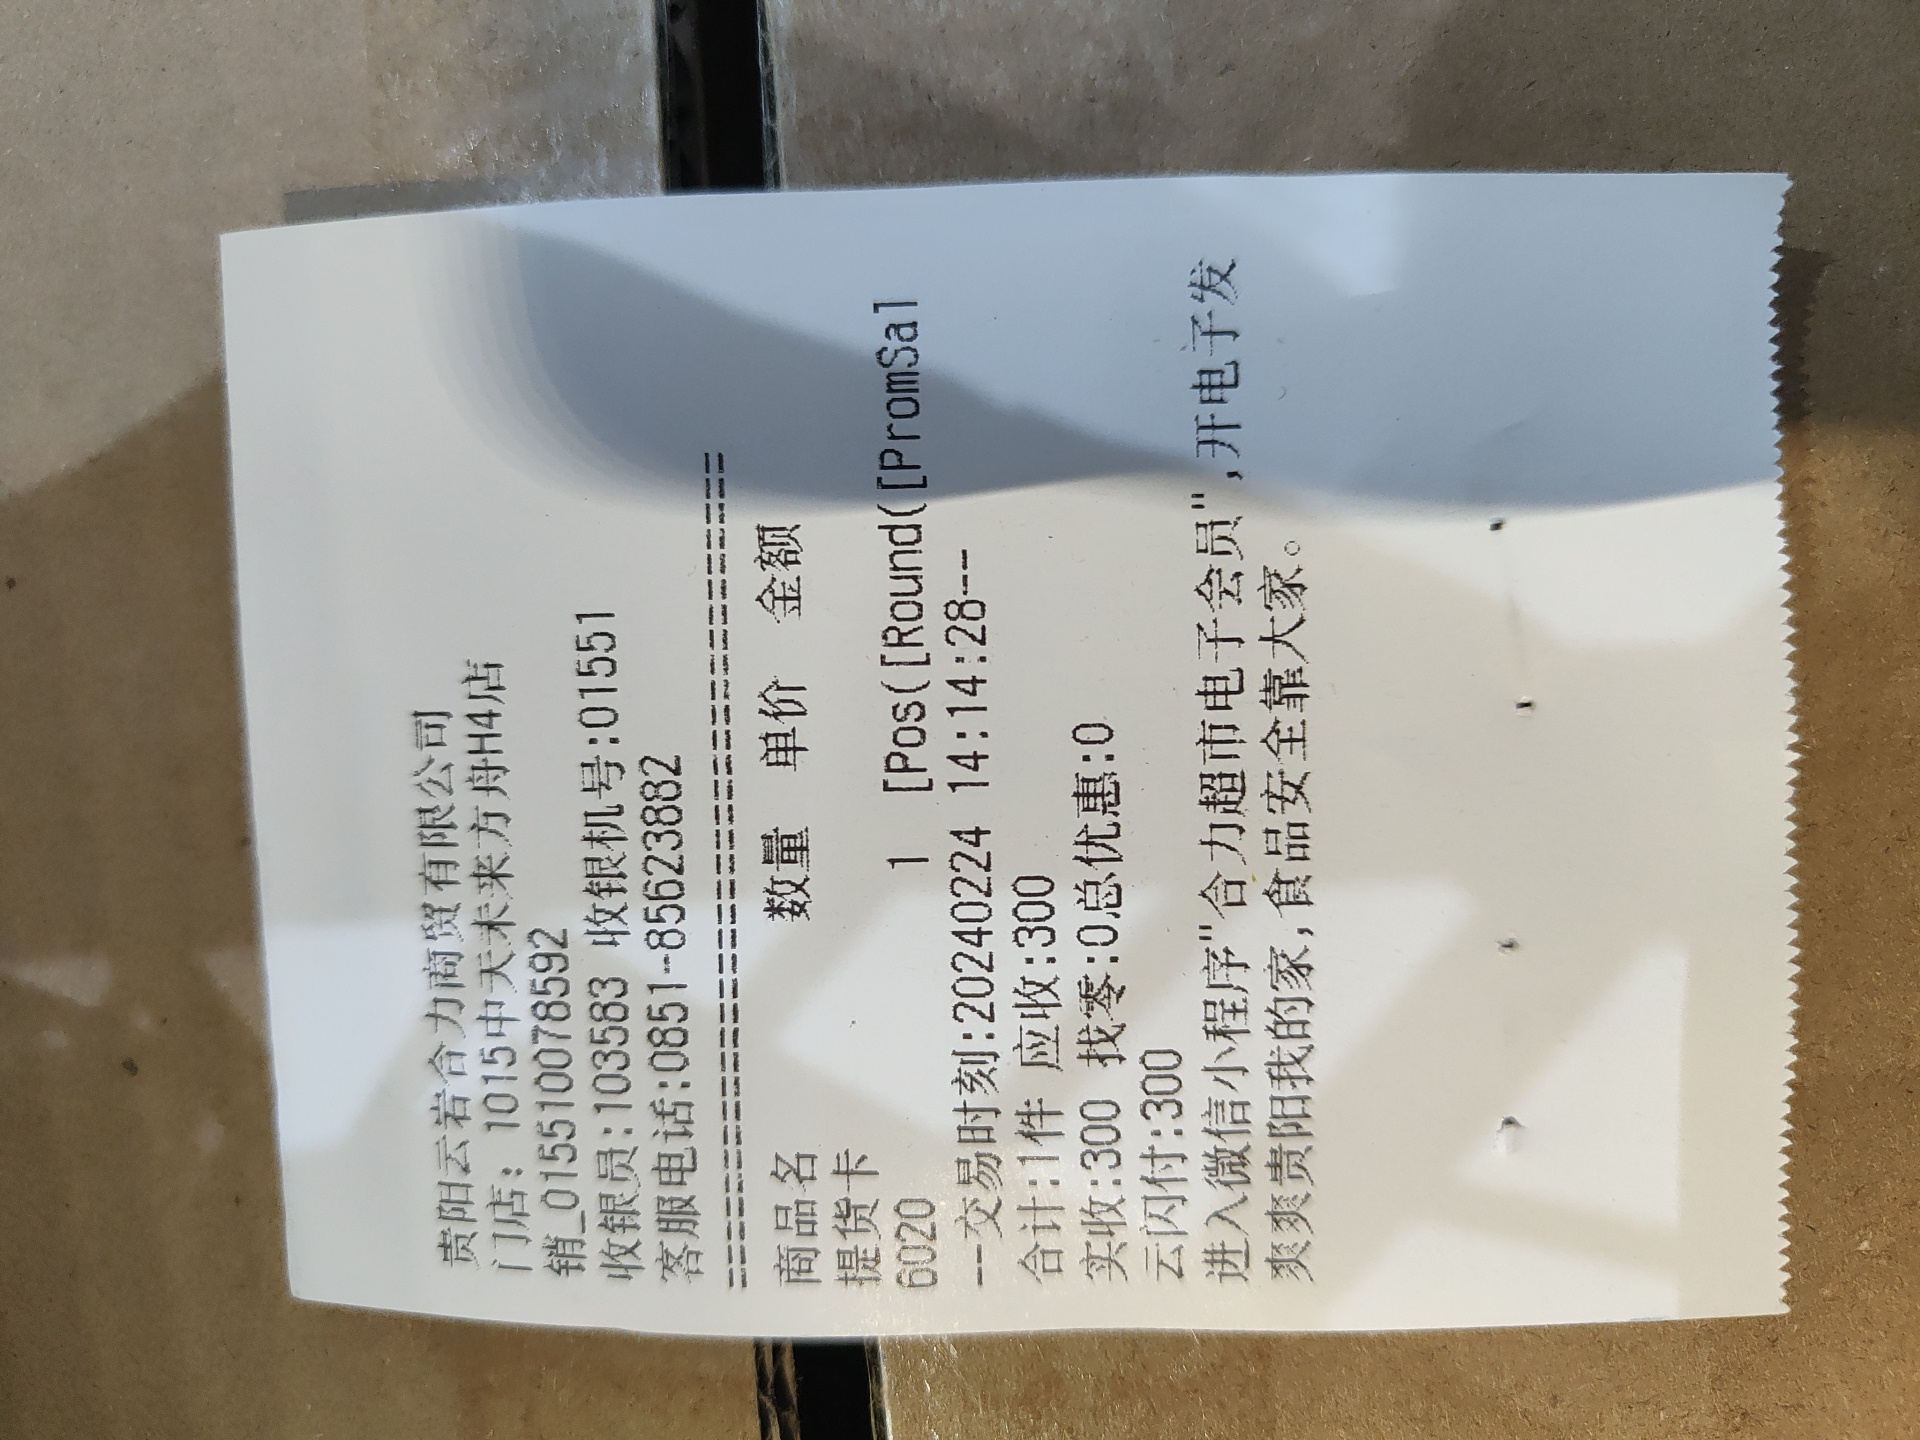 贵阳云岩合力商贸有限公司
门店: 1015中天未来方舟H4店
销_0155110078592
收银员:103583 收银机号:01551
客服电话:0851-85623882
================================
商品名 数量 单价 金额
提货卡
6020 1 [Pos([Round([PromSal
--交易时刻:20240224 14:14:28--
合计:1件 应收:300
实收:300 找零:0总优惠:0
云闪付:300
进入微信小程序"合力超市电子会员",开电子发
爽爽贵阳我的家,食品安全靠大家。